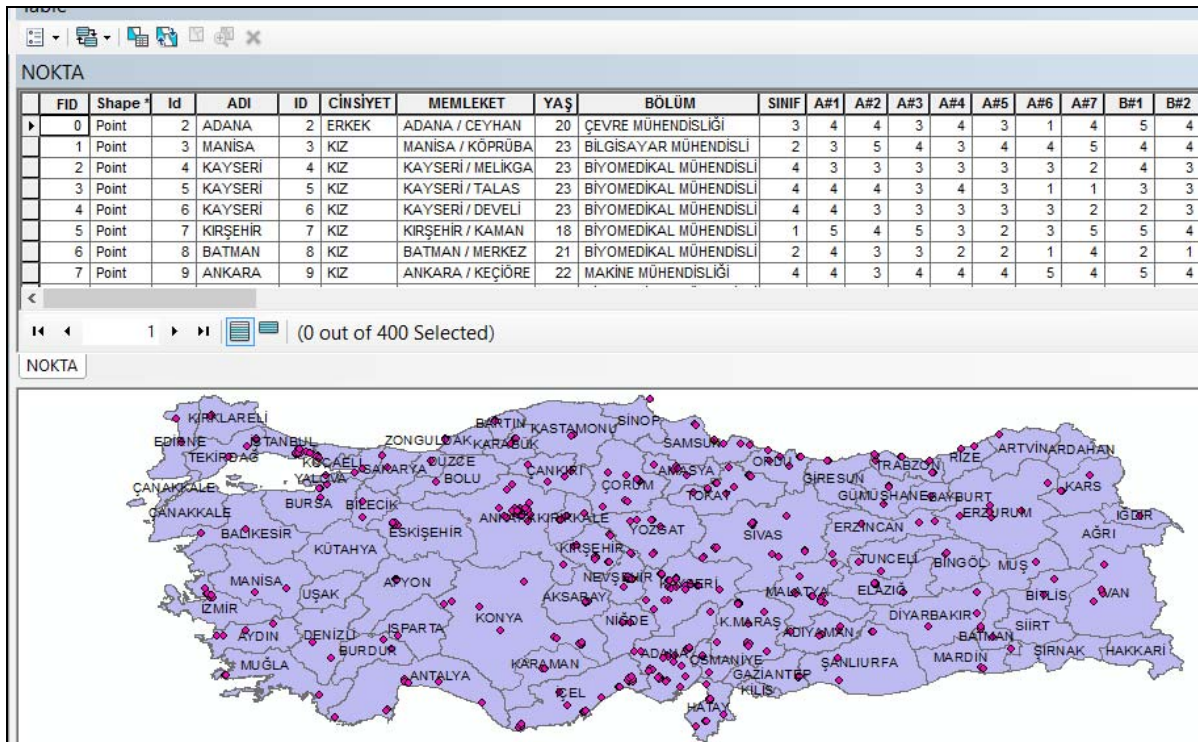 Table
NOKTA
FID Shape * Id ADI ID CİNSİYET MEMLEKET YAŞ BÖLÜM SINIF A#1 A#2 A#3 A#4 A#5 A#6 A#7 B#1 B#2
0 Point 2 ADANA 2 ERKEK ADANA / CEYHAN 20 ÇEVRE MÜHENDİSLİĞİ 3 4 4 3 4 3 1 4 5 4
1 Point 3 MANİSA 3 KIZ MANİSA / KÖPRÜBA 23 BİLGİSAYAR MÜHENDİSLİ 2 3 5 4 3 4 4 5 4 4
2 Point 4 KAYSERİ 4 KIZ KAYSERİ / MELİKGA 23 BİYOMEDİKAL MÜHENDİSLİ 4 3 3 3 3 3 3 2 4 3
3 Point 5 KAYSERİ 5 KIZ KAYSERİ / TALAS 23 BİYOMEDİKAL MÜHENDİSLİ 4 4 4 3 4 3 1 1 3 3
4 Point 6 KAYSERİ 6 KIZ KAYSERİ / DEVELİ 23 BİYOMEDİKAL MÜHENDİSLİ 4 4 3 3 3 3 3 2 2 3
5 Point 7 KIRŞEHİR 7 KIZ KIRŞEHİR / KAMAN 18 BİYOMEDİKAL MÜHENDİSLİ 1 5 4 5 3 2 3 5 5 4
6 Point 8 BATMAN 8 KIZ BATMAN / MERKEZ 21 BİYOMEDİKAL MÜHENDİSLİ 2 4 3 3 2 2 1 4 2 1
7 Point 9 ANKARA 9 KIZ ANKARA / KEÇİÖRE 22 MAKİNE MÜHENDİSLİĞİ 4 4 3 4 4 4 5 4 5 4
1 (0 out of 400 Selected)
NOKTA
KIRKLARELİ BARTIN KASTAMONU SİNOP
EDİRNE İSTANBUL ZONGULDAK KARABÜK SAMSUN ARTVİN ARDAHAN
TEKİRDAĞ KOCAELİ SAKARYA DÜZCE ORDU TRABZON RİZE
YALOVA BOLU ÇANKIRI ÇORUM AMASYA GİRESUN KARS
ÇANAKKALE BURSA BİLECİK TOKAT GÜMÜŞHANE BAYBURT
ÇANAKKALE ANKARA KIRIKKALE ERZURUM IĞDIR
BALIKESİR ESKİŞEHİR YOZGAT SİVAS ERZİNCAN AĞRI
KÜTAHYA KIRŞEHİR TUNCELİ BİNGÖL MUŞ
MANİSA UŞAK AFYON NEVŞEHİR KAYSERİ MALATYA ELAZIĞ BİTLİS VAN
İZMİR AKSARAY
KONYA NİĞDE K.MARAŞ DİYARBAKIR SİİRT
AYDIN DENİZLİ ISPARTA ADIYAMAN BATMAN
BURDUR ADANA OSMANİYE MARDİN ŞIRNAK HAKKARİ
MUĞLA ANTALYA KARAMAN GAZİANTEP ŞANLIURFA
İÇEL KİLİS
HATAY